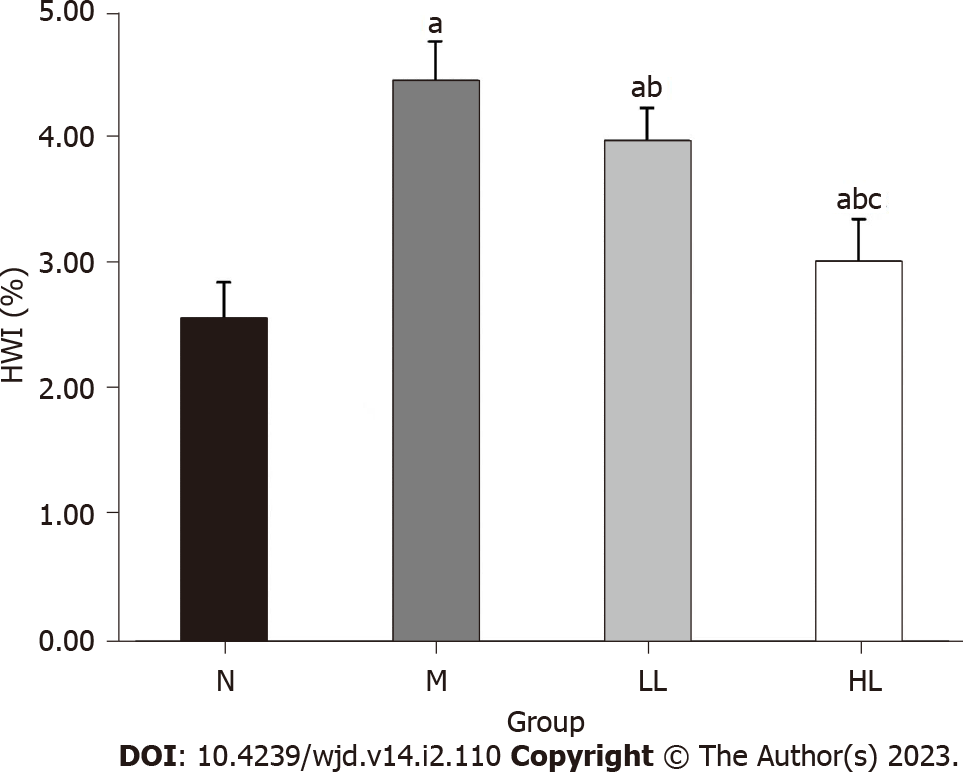 5.00
a
ab
4.00
abc
3.00
HWI (%)
2.00
1.00
0.00
N M LL HL
Group
DOI: 10.4239/wjd.v14.i2.110 Copyright © The Author(s) 2023.